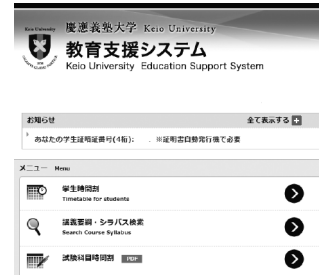 慶應義塾大学 Keio University
教育支援システム
Keio University Education Support System
お知らせ 全て表示する
あなたの学生証暗証番号(4桁): . ※証明書自動発行機で必要
メニュー Menu
学生時間割
Timetable for students
講義要綱・シラバス検索
Search Course Syllabus
試験科目時間割 PDF